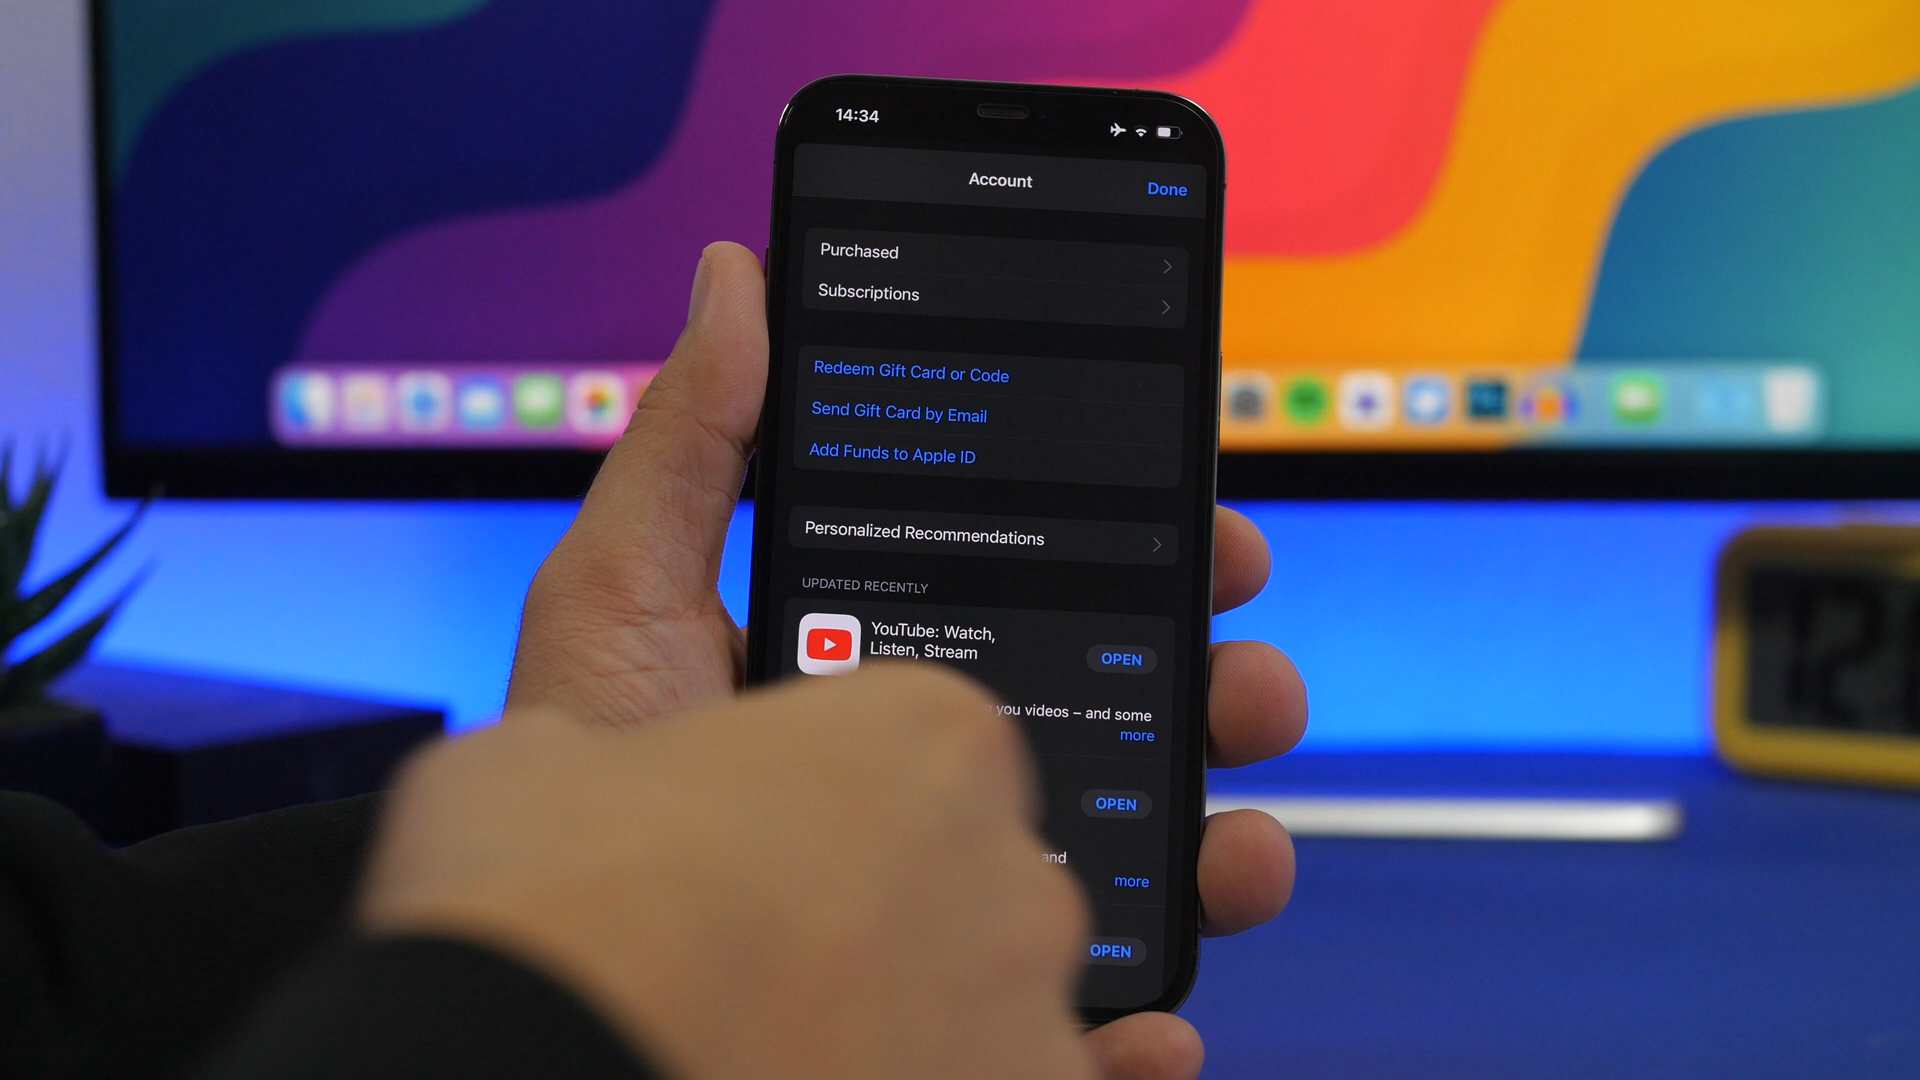 14:34
Account
Done
Purchased
Subscriptions
Redeem Gift Card or Code
Send Gift Card by Email
Add Funds to Apple ID
Personalized Recommendations
UPDATED RECENTLY
YouTube: Watch,
Listen, Stream
OPEN
you videos – and some
more
OPEN
and
more
OPEN